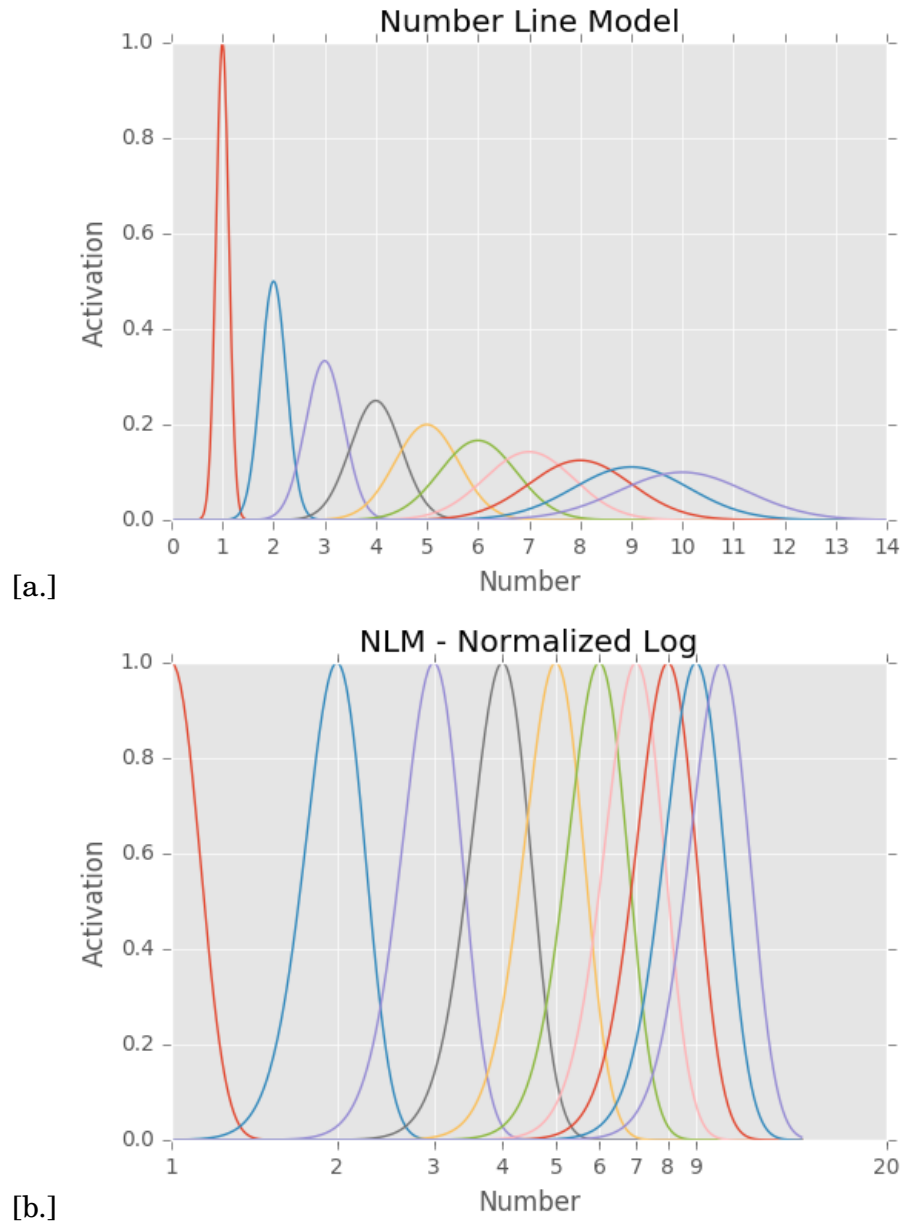 Number Line Model
1.0
0.8
0.6
0.4
0.2
0.0
Activation
0 1 2 3 4 5 6 7 8 9 10 11 12 13 14
Number
[a.]
NLM - Normalized Log
1.0
0.8
0.6
0.4
0.2
0.0
Activation
1 2 3 4 5 6 7 8 9 20
Number
[b.]